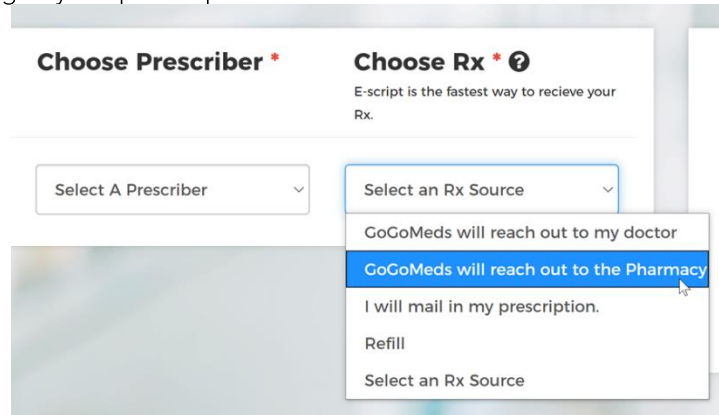 Choose Prescriber *
Choose Rx * ?
E-script is the fastest way to recieve your
Rx.
Select A Prescriber
Select an Rx Source
GoGoMeds will reach out to my doctor
GoGoMeds will reach out to the Pharmacy
I will mail in my prescription.
Refill
Select an Rx Source